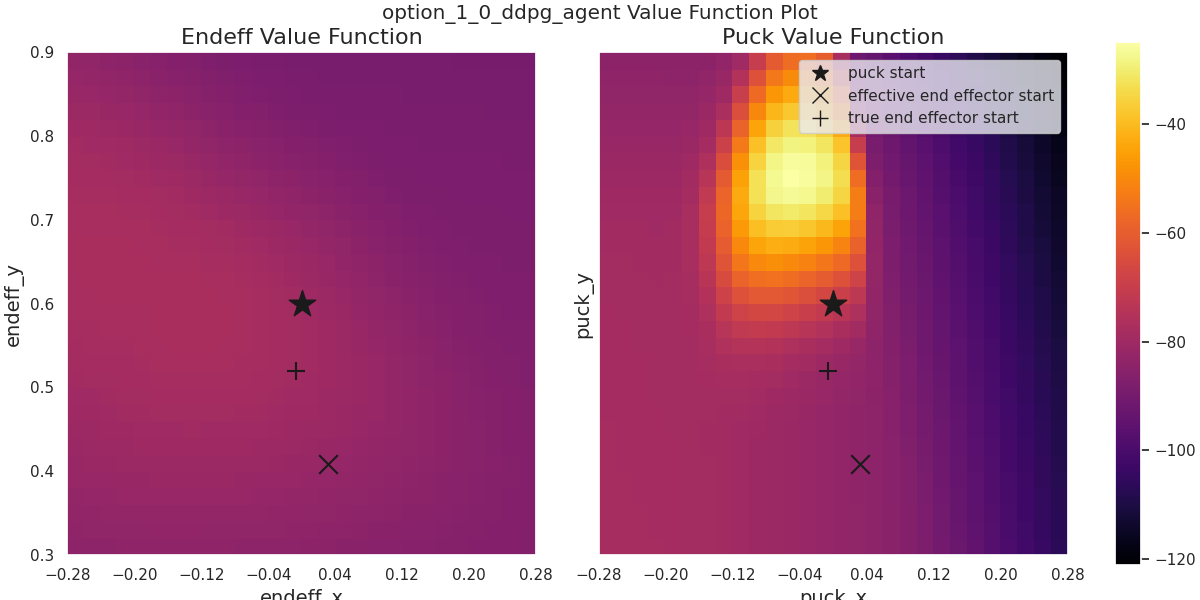 option_1_0_ddpg_agent Value Function Plot
Endeff Value Function
Puck Value Function
puck start
effective end effector start
true end effector start
0.9
0.8
0.7
0.6
0.5
0.4
0.3
endeff_y
puck_y
−40
−60
−80
−100
−120
−0.28 −0.20 −0.12 −0.04 0.04 0.12 0.20 0.28
−0.28 −0.20 −0.12 −0.04 0.04 0.12 0.20 0.28
endeff_x
puck_x